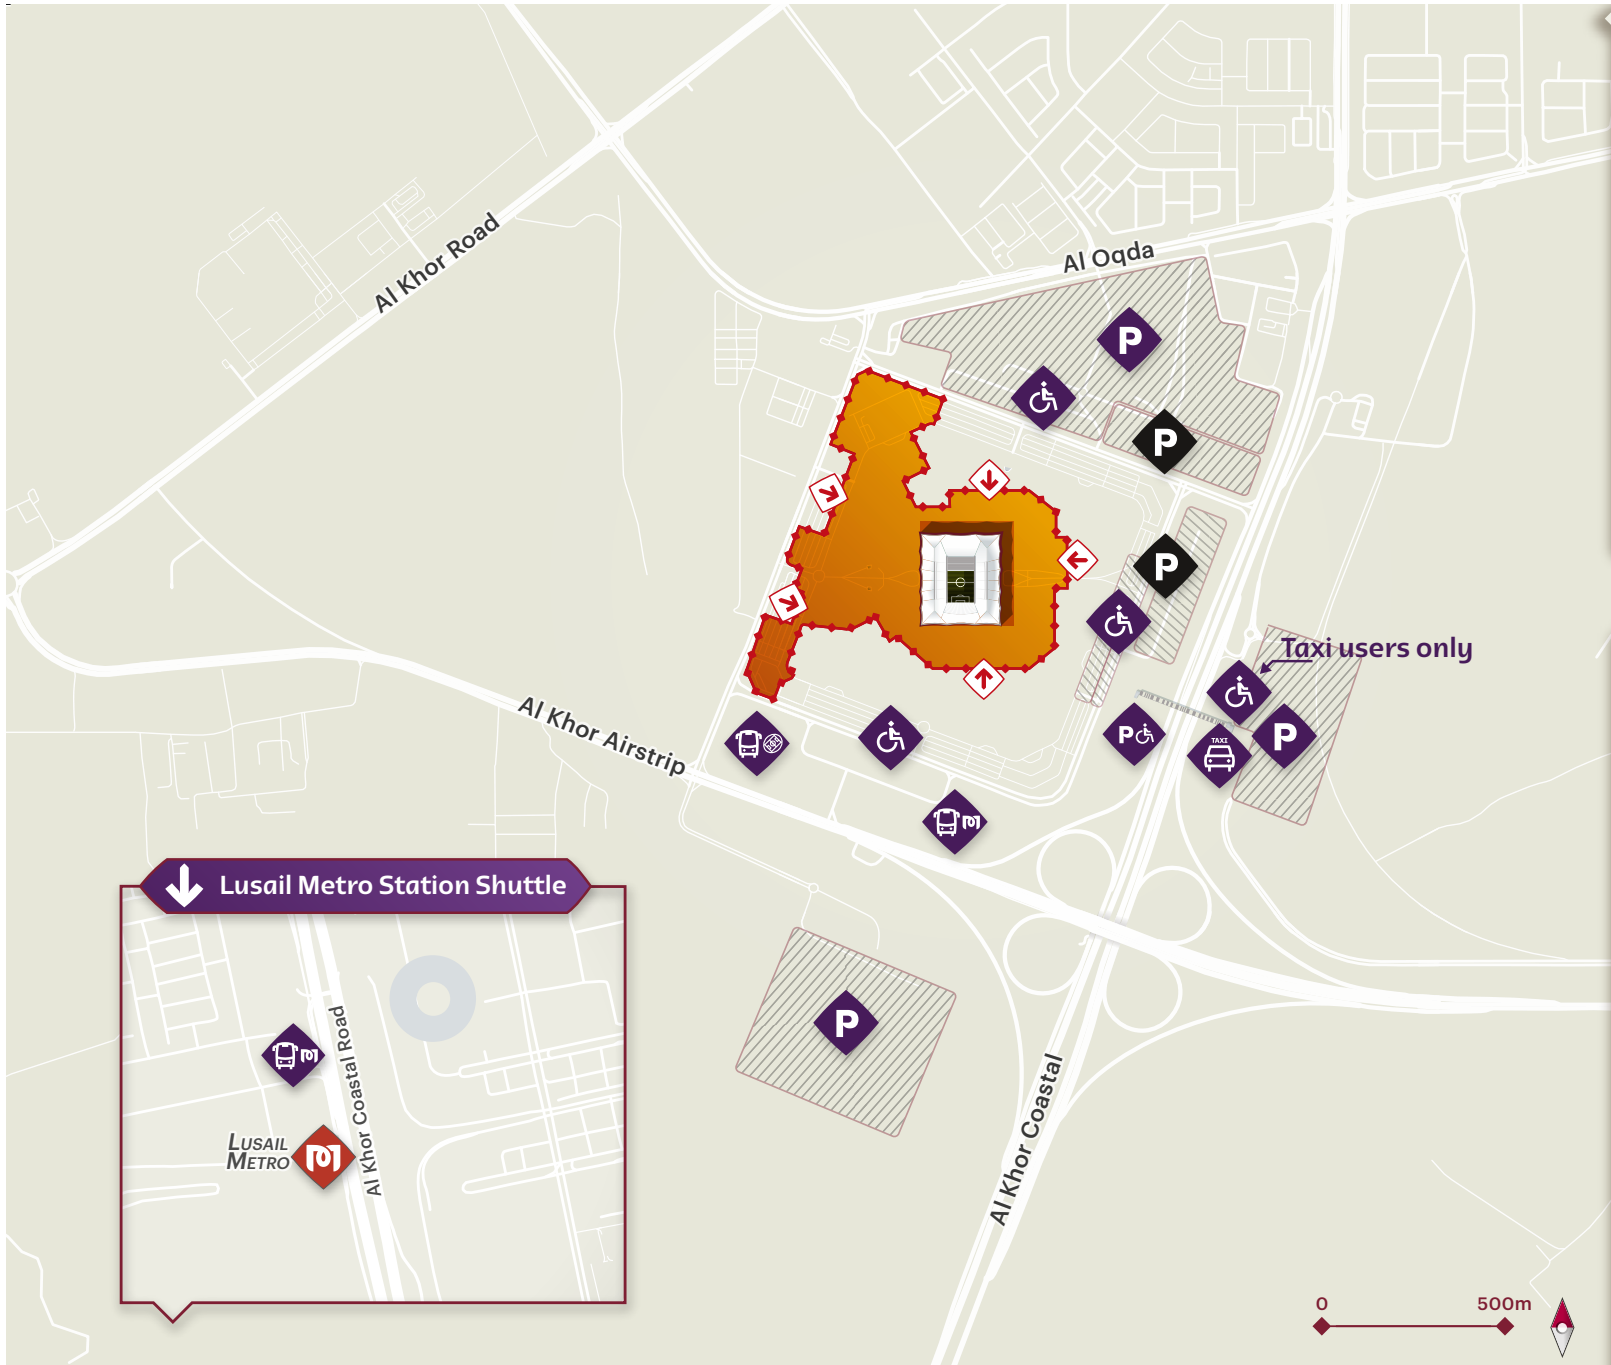 Al Khor Road
Al Oqda
P
P
P
Taxi users only
P
P
TAXI
Al Khor Airstrip
Lusail Metro Station Shuttle
Al Khor Coastal Road
LUSAIL
METRO
P
Al Khor Coastal
0
500m